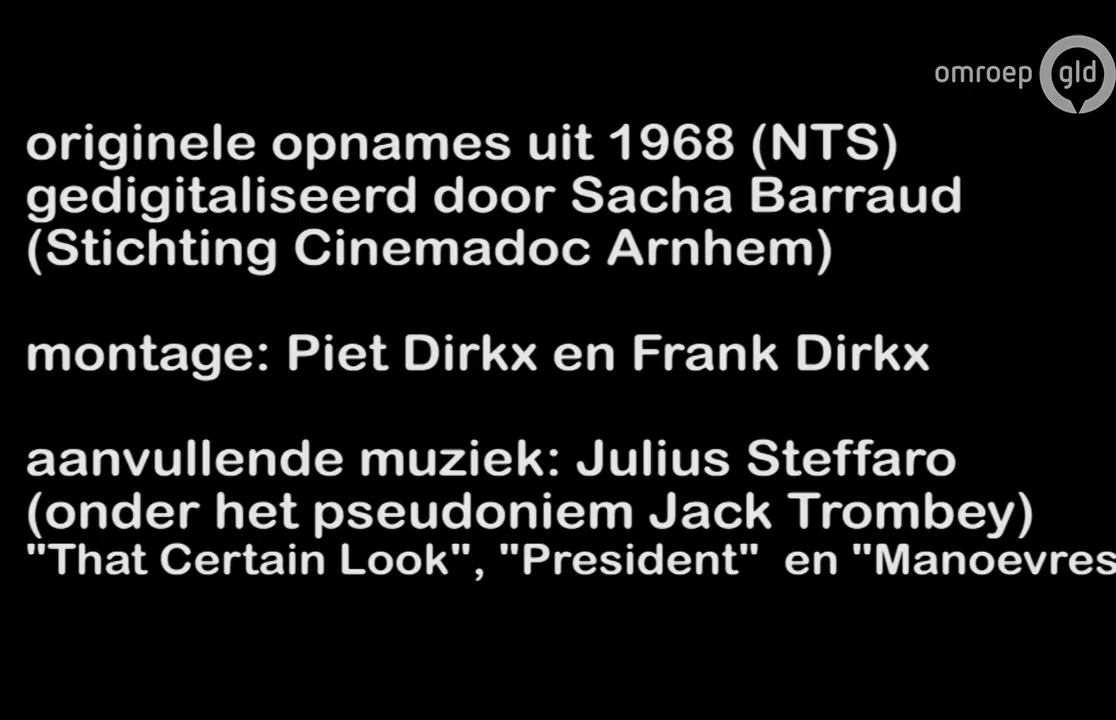 omroep gld
originele opnames uit 1968 (NTS)
gedigitaliseerd door Sacha Barraud
(Stichting Cinemadoc Arnhem)
montage: Piet Dirkx en Frank Dirkx
aanvullende muziek: Julius Steffaro
(onder het pseudoniem Jack Trombey)
"That Certain Look", "President" en "Manoevres